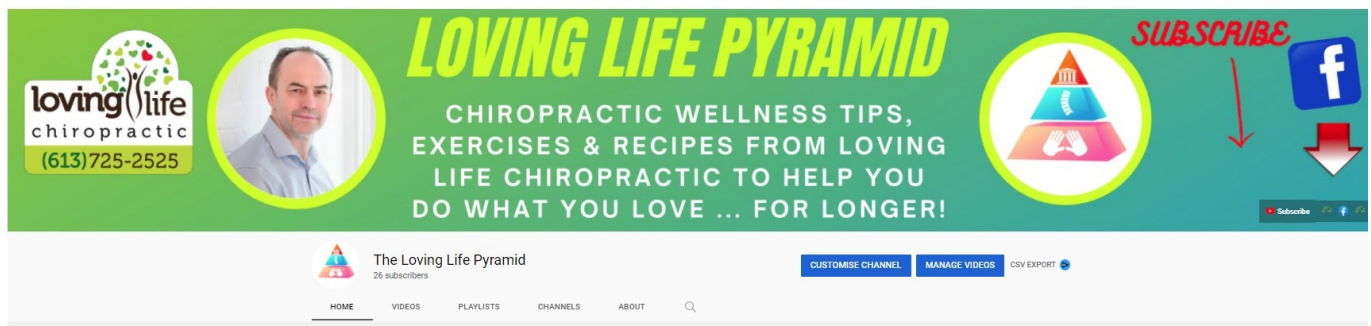 loving life
chiropractic
(613)725-2525
LOVING LIFE PYRAMID
CHIROPRACTIC WELLNESS TIPS,
EXERCISES & RECIPES FROM LOVING
LIFE CHIROPRACTIC TO HELP YOU
DO WHAT YOU LOVE ... FOR LONGER!
SUBSCRIBE
f
Subscribe
The Loving Life Pyramid
26 subscribers
CUSTOMISE CHANNEL
MANAGE VIDEOS
CSV EXPORT
HOME
VIDEOS
PLAYLISTS
CHANNELS
ABOUT